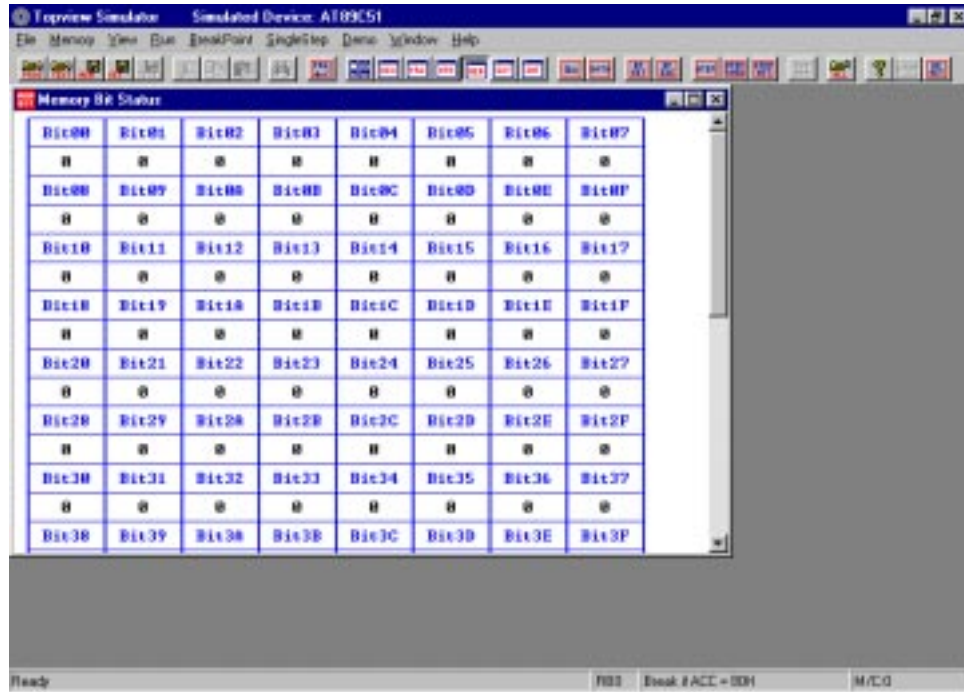 Topview Simulator Simulated Device: AT89C51
File Memory View Run BreakPoint SingleStep Demo Window Help
Memory Bit Status
Bit00 Bit01 Bit02 Bit03 Bit04 Bit05 Bit06 Bit07
0 0 0 0 0 0 0 0
Bit08 Bit09 Bit0A Bit0B Bit0C Bit0D Bit0E Bit0F
0 0 0 0 0 0 0 0
Bit10 Bit11 Bit12 Bit13 Bit14 Bit15 Bit16 Bit17
0 0 0 0 0 0 0 0
Bit18 Bit19 Bit1A Bit1B Bit1C Bit1D Bit1E Bit1F
0 0 0 0 0 0 0 0
Bit20 Bit21 Bit22 Bit23 Bit24 Bit25 Bit26 Bit27
0 0 0 0 0 0 0 0
Bit28 Bit29 Bit2A Bit2B Bit2C Bit2D Bit2E Bit2F
0 0 0 0 0 0 0 0
Bit30 Bit31 Bit32 Bit33 Bit34 Bit35 Bit36 Bit37
0 0 0 0 0 0 0 0
Bit38 Bit39 Bit3A Bit3B Bit3C Bit3D Bit3E Bit3F
Ready RB0 Break if ACC = 00H M/C:0